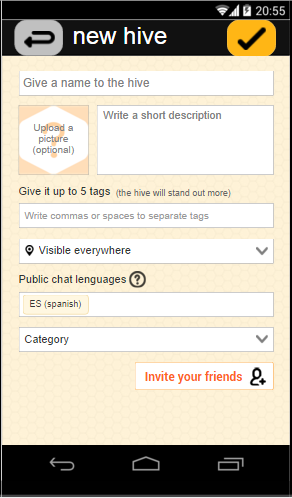 20:55
new hive
Give a name to the hive
Upload a
picture
(optional)
Write a short description
Give it up to 5 tags (the hive will stand out more)
Write commas or spaces to separate tags
Visible everywhere
Public chat lenguages ?
ES (spanish)
Category
Invite your friends